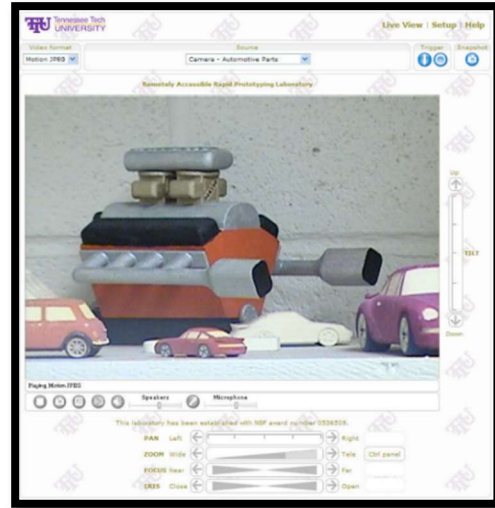 Tennessee Tech
UNIVERSITY
Live View | Setup | Help
Video format
Source
Trigger
Snapshot
Motion JPEG
Camera - Automotive Parts
Remotely Accessible Rapid Prototyping Laboratory
Up
TILT
Down
Playing Motion JPEG
Speakers
Microphone
This laboratory has been established with NSF award number 0536509.
PAN Left Right
ZOOM Wide Tele Ctrl panel
FOCUS Near Far
IRIS Close Open